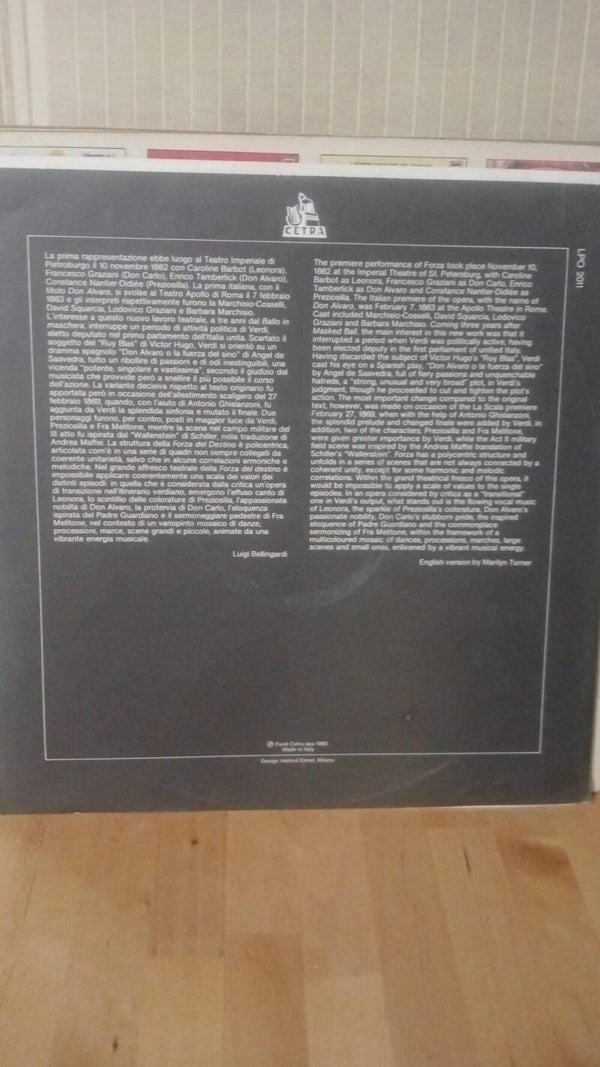 CETRA
LPO 2011
La prima rappresentazione ebbe luogo al Teatro Imperiale di
Pietroburgo il 10 novembre 1862 con Caroline Barbot (Leonora),
Francesco Graziani (Don Carlo), Enrico Tamberlick (Don Alvaro),
Constance Nantier-Didiée (Preziosilla). La prima italiana, con il
titolo Don Alvaro, si svolse al Teatro Apollo di Roma il 7 febbraio
1863 e gli interpreti rispettivamente furono la Marchisio-Cosselli,
David Squarcia, Lodovico Graziani e Barbara Marchisio.
L'interesse a questo nuovo lavoro teatrale, a tre anni dal Ballo in
maschera, interruppe un periodo di attività politica di Verdi,
eletto deputato nel primo parlamento dell'Italia unita. Scartato il
soggetto del "Ruy Blas" di Victor Hugo, Verdi si orientò su un
dramma spagnolo "Don Alvaro o la fuerza del sino" di Angel de
Saavedra, tutto un ribollire di passioni e di odi inestinguibili, una
vicenda "potente, singolare e vastissima", secondo il giudizio del
musicista che provvide però a snellire il più possibile il corso
dell'azione. La variante decisiva rispetto al testo originario fu
apportata però in occasione dell'allestimento scaligero del 27
febbraio 1869, quando, con l'aiuto di Antonio Ghislanzoni, fu
aggiunta da Verdi la splendida sinfonia e mutato il finale. Due
personaggi furono, per contro, posti in maggior luce da Verdi,
Preziosilla e Fra Melitone, mentre la scena nel campo militare del
III atto fu ispirata dal "Wallenstein" di Schiller, nella traduzione di
Andrea Maffei. La struttura della Forza del Destino è policentrica,
articolata com'è in una serie di quadri non sempre collegati da
coerente unitarietà, salvo che in alcune correlazioni armoniche e
melodiche. Nel grande affresco teatrale della Forza del destino è
impossibile applicare coerentemente una scala dei valori dei
distinti episodi: in quella che è considerata dalla critica un'opera
di transizione nell'itinerario verdiano, emergono l'effuso canto di
Leonora, lo scintillio delle colorature di Preziosilla, l'appassionata
nobiltà di Don Alvaro, la protervia di Don Carlo, l'eloquenza
ispirata del Padre Guardiano e il sermoneggiare pedestre di Fra
Melitone, nel contesto di un variopinto mosaico di danze,
processioni, marce, scene grandi e piccole, animate da una
vibrante energia musicale.
Luigi Bellingardi
The premiere performance of Forza took place November 10,
1862 at the Imperial Theatre of St. Petersburg, with Caroline
Barbot as Leonora, Francesco Graziani as Don Carlo, Enrico
Tamberlick as Don Alvaro and Constance Nantier-Didiée as
Preziosilla. The Italian premiere of the opera, with the name of
Don Alvaro, was February 7, 1863 at the Apollo Theatre in Rome.
Cast included Marchisio-Cosselli, David Squarcia, Lodovico
Graziani and Barbara Marchisio. Coming three years after
Masked Ball, the main interest in this new work was that it
interrupted a period when Verdi was politically active, having
been elected deputy in the first parliament of unified Italy.
Having discarded the subject of Victor Hugo's "Ruy Blas", Verdi
cast his eye on a Spanish play, "Don Alvaro o la fuerza del sino"
by Angel de Saavedra, full of fiery passions and unquenchable
hatreds, a "strong, unusual and very broad" plot, in Verdi's
judgment, though he proceeded to cut and tighten the plot's
action. The most important change compared to the original
text, however, was made on occasion of the La Scala premiere
February 27, 1869, when with the help of Antonio Ghislanzoni,
the splendid prelude and changed finale were added by Verdi. In
addition, two of the characters, Preziosilla and Fra Melitone,
were given greater importance by Verdi, while the Act II military
field scene was inspired by the Andrea Maffei translation of
Schiller's "Wallenstein". Forza has a polycentric structure and
unfolds in a series of scenes that are not always connected by a
coherent unity, except for some harmonic and melodic
correlations. Within the grand theatrical fresco of this opera, it
would be impossible to apply a scale of values to the single
episodes. In an opera considered by critics as a "transitional"
one in Verdi's output, what stands out is the flowing vocal music
of Leonora, the sparkle of Preziosilla's coloratura, Don Alvaro's
passionate nobility, Don Carlo's stubborn pride, the inspired
eloquence of Padre Guardiano and the commonplace
sermonizing of Fra Melitone, within the framework of a
multicoloured mosaic of dances, processions, marches, large
scenes and small ones, enlivened by a vibrant musical energy.
English version by Marilyn Turner
℗ Fonit Cetra spa 1980
Made in Italy
Design Helmut Ebnet, Milano